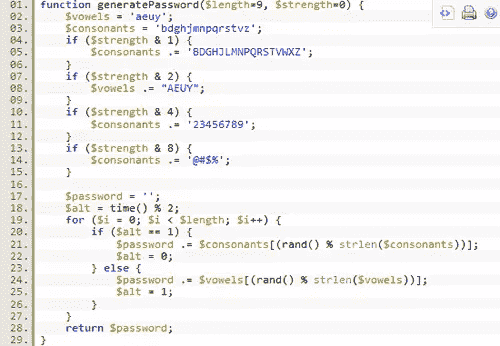 01. function generatePassword($length=9, $strength=0) {
02. $vowels = 'aeuy';
03. $consonants = 'bdghjmnpqrstvz';
04. if ($strength & 1) {
05. $consonants .= 'BDGHJLMNPQRSTVWXZ';
06. }
07. if ($strength & 2) {
08. $vowels .= "AEUY";
09. }
10. if ($strength & 4) {
11. $consonants .= '23456789';
12. }
13. if ($strength & 8) {
14. $consonants .= '@#$%';
15. }
16.
17. $password = '';
18. $alt = time() % 2;
19. for ($i = 0; $i < $length; $i++) {
20. if ($alt == 1) {
21. $password .= $consonants[(rand() % strlen($consonants))];
22. $alt = 0;
23. } else {
24. $password .= $vowels[(rand() % strlen($vowels))];
25. $alt = 1;
26. }
27. }
28. return $password;
29. }